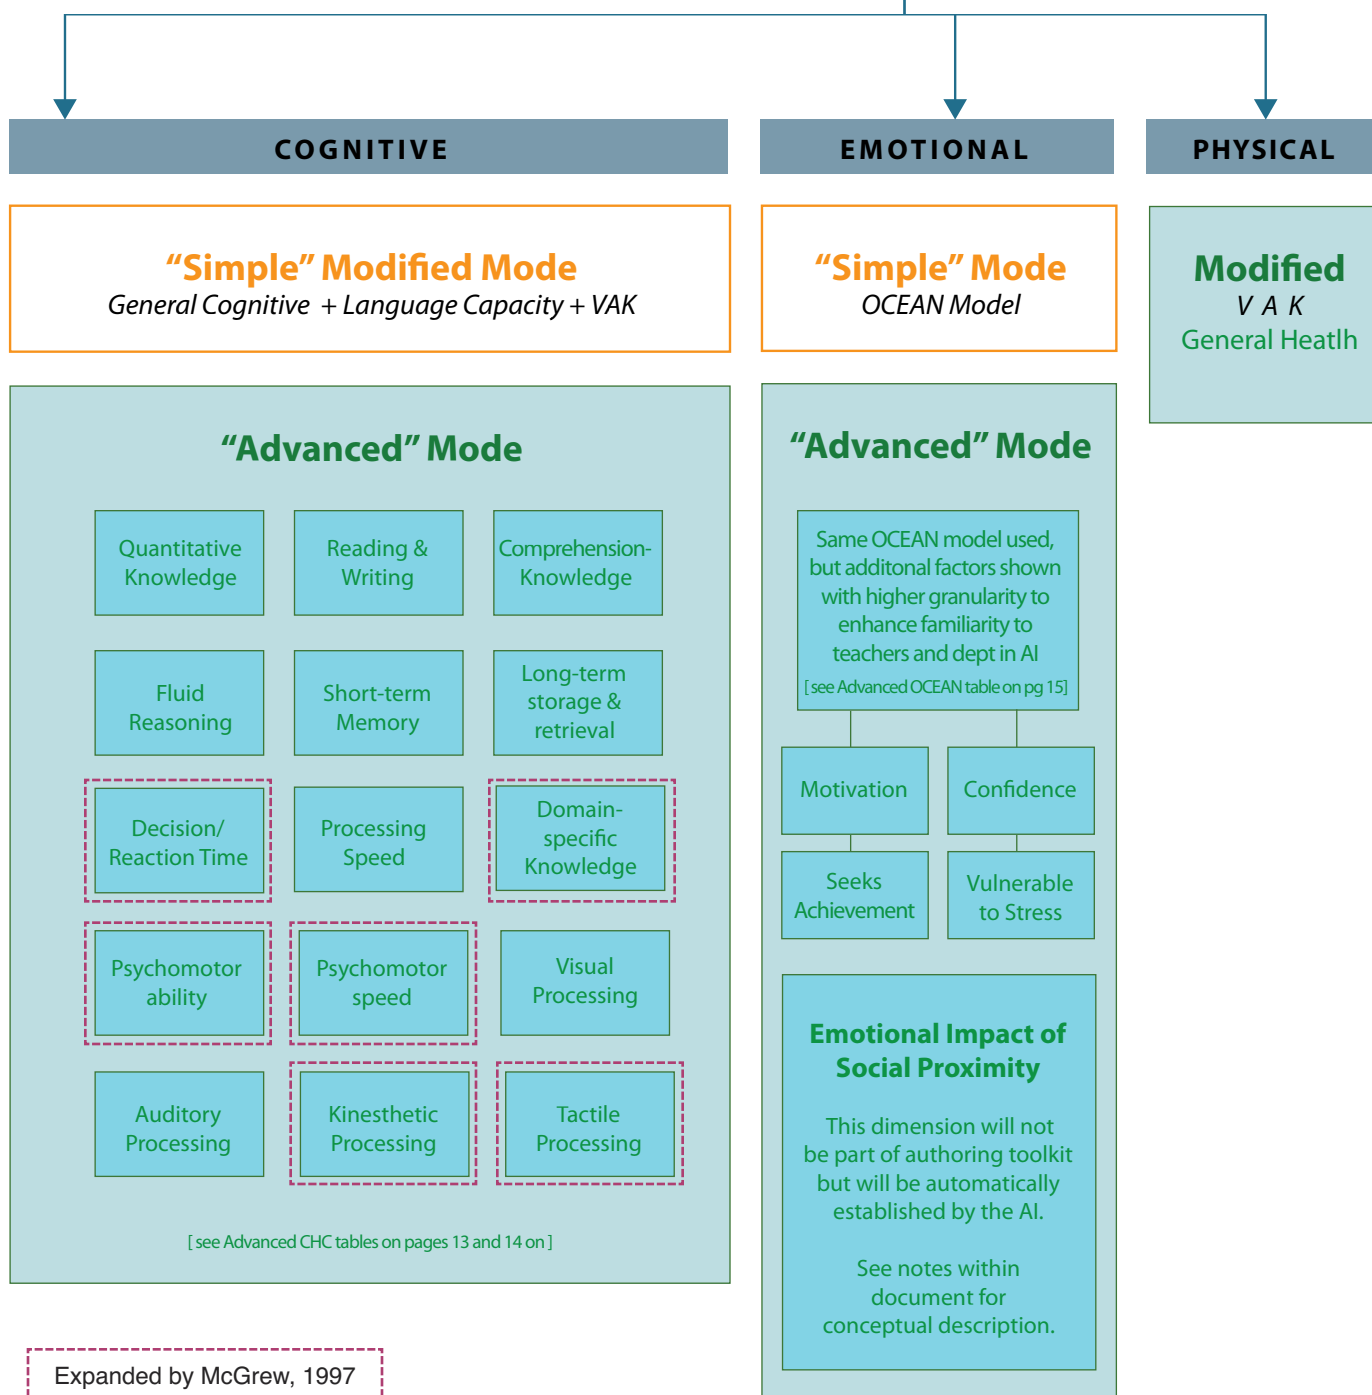 COGNITIVE
EMOTIONAL
PHYSICAL
“Simple” Modified Mode
General Cognitive + Language Capacity + VAK
“Simple” Mode
OCEAN Model
Modified
V A K
General Heatlh
“Advanced” Mode
Quantitative
Knowledge
Reading &
Writing
Comprehension-
Knowledge
Fluid
Reasoning
Short-term
Memory
Long-term
storage &
retrieval
Decision/
Reaction Time
Processing
Speed
Domain-
specific
Knowledge
Psychomotor
ability
Psychomotor
speed
Visual
Processing
Auditory
Processing
Kinesthetic
Processing
Tactile
Processing
[ see Advanced CHC tables on pages 13 and 14 on ]
“Advanced” Mode
Same OCEAN model used,
but additonal factors shown
with higher granularity to
enhance familiarity to
teachers and dept in AI
[ see Advanced OCEAN table on pg 15]
Motivation
Confidence
Seeks
Achievement
Vulnerable
to Stress
Emotional Impact of
Social Proximity
This dimension will not
be part of authoring toolkit
but will be automatically
established by the AI.
See notes within
document for
conceptual description.
Expanded by McGrew, 1997